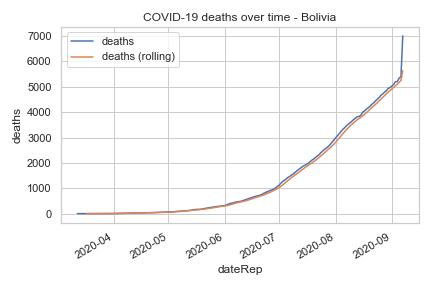 COVID-19 deaths over time - Bolivia
deaths
deaths (rolling)
7000
6000
5000
4000
3000
2000
1000
0
deaths
2020-04
2020-05
2020-06
2020-07
2020-08
2020-09
dateRep